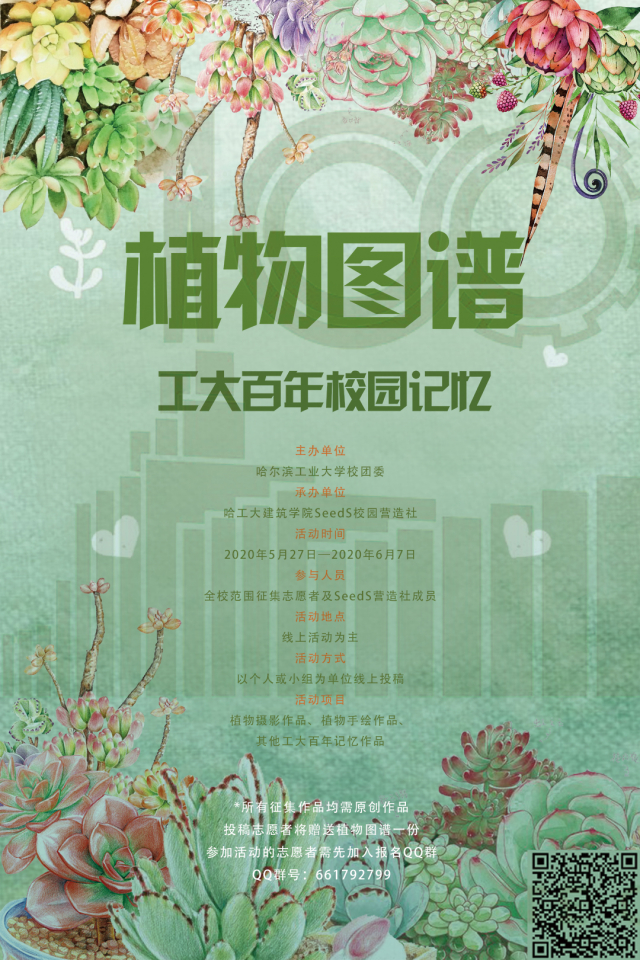 植物图谱
工大百年校园记忆
主办单位
哈尔滨工业大学校团委
承办单位
哈工大建筑学院SeedS校园营造社
活动时间
2020年5月27日—2020年6月7日
参与人员
全校范围征集志愿者及SeedS营造社成员
活动地点
线上活动为主
活动方式
以个人或小组为单位线上投稿
活动项目
植物摄影作品、植物手绘作品、
其他工大百年记忆作品
*所有征集作品均需原创作品
投稿志愿者将赠送植物图谱一份
参加活动的志愿者需先加入报名QQ群
QQ群号：661792799